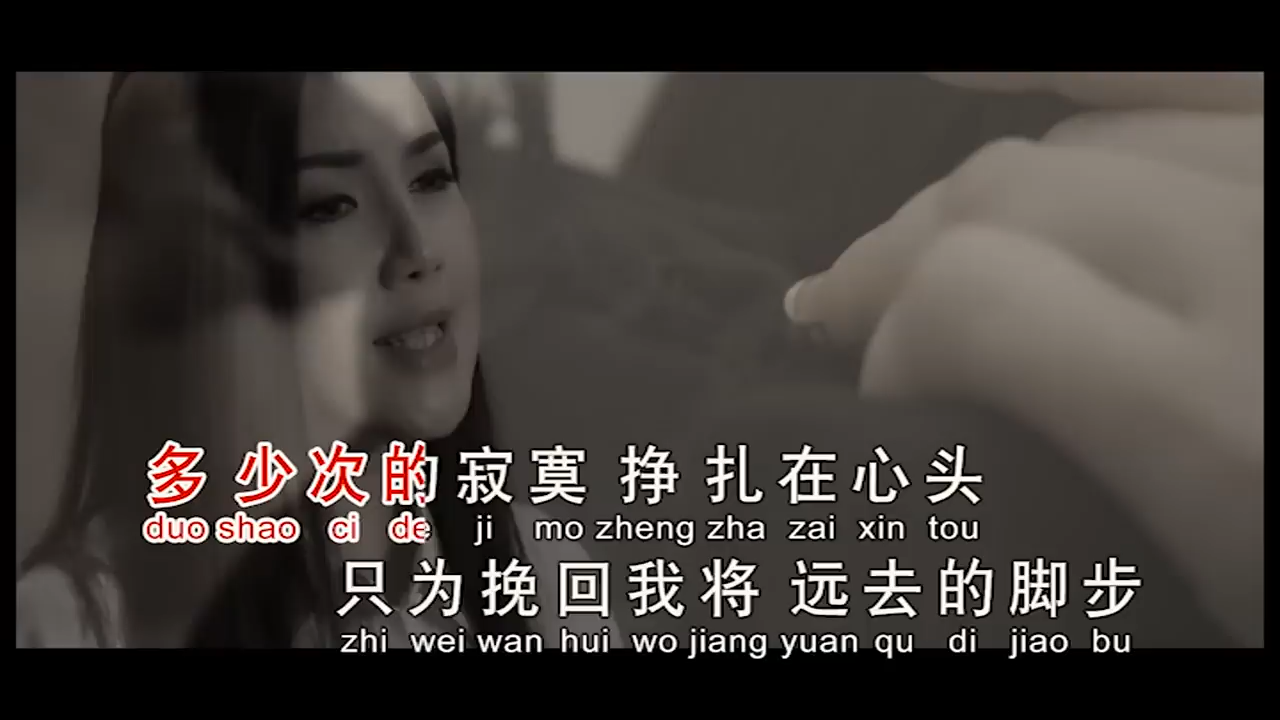 多少次的寂寞挣扎在心头
duo shao ci de ji mo zheng zha zai xin tou
只为挽回我将远去的脚步
zhi wei wan hui wo jiang yuan qu di jiao bu